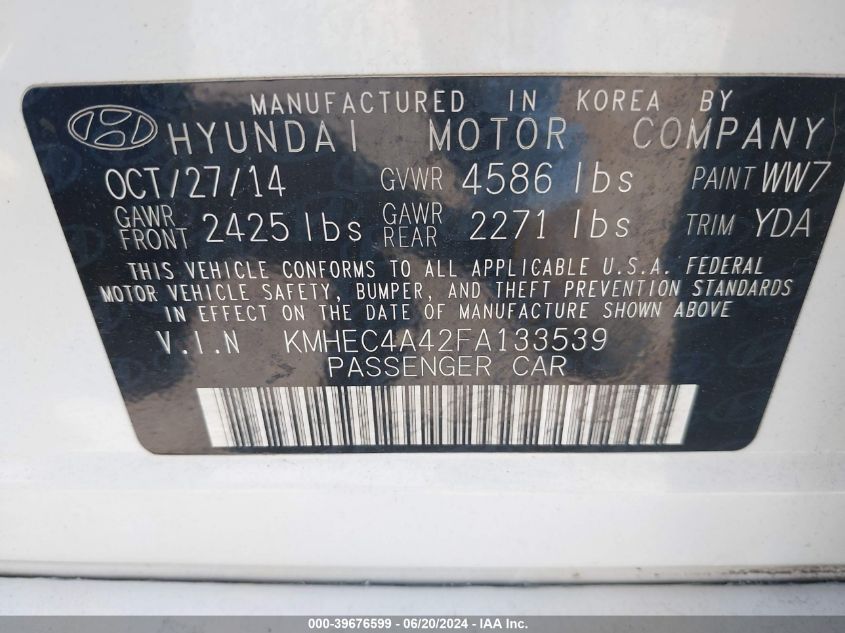 MANUFACTURED IN KOREA BY
HYUNDAI MOTOR COMPANY
OCT/27/14 GVWR 4586 lbs PAINT WW7
GAWR FRONT 2425 lbs GAWR REAR 2271 lbs TRIM YDA
THIS VEHICLE CONFORMS TO ALL APPLICABLE U.S.A. FEDERAL
MOTOR VEHICLE SAFETY, BUMPER, AND THEFT PREVENTION STANDARDS
IN EFFECT ON THE DATE OF MANUFACTURE SHOWN ABOVE
V.I.N KMHEC4A42FA133539
PASSENGER CAR
000-39676599 - 06/20/2024 - IAA Inc.